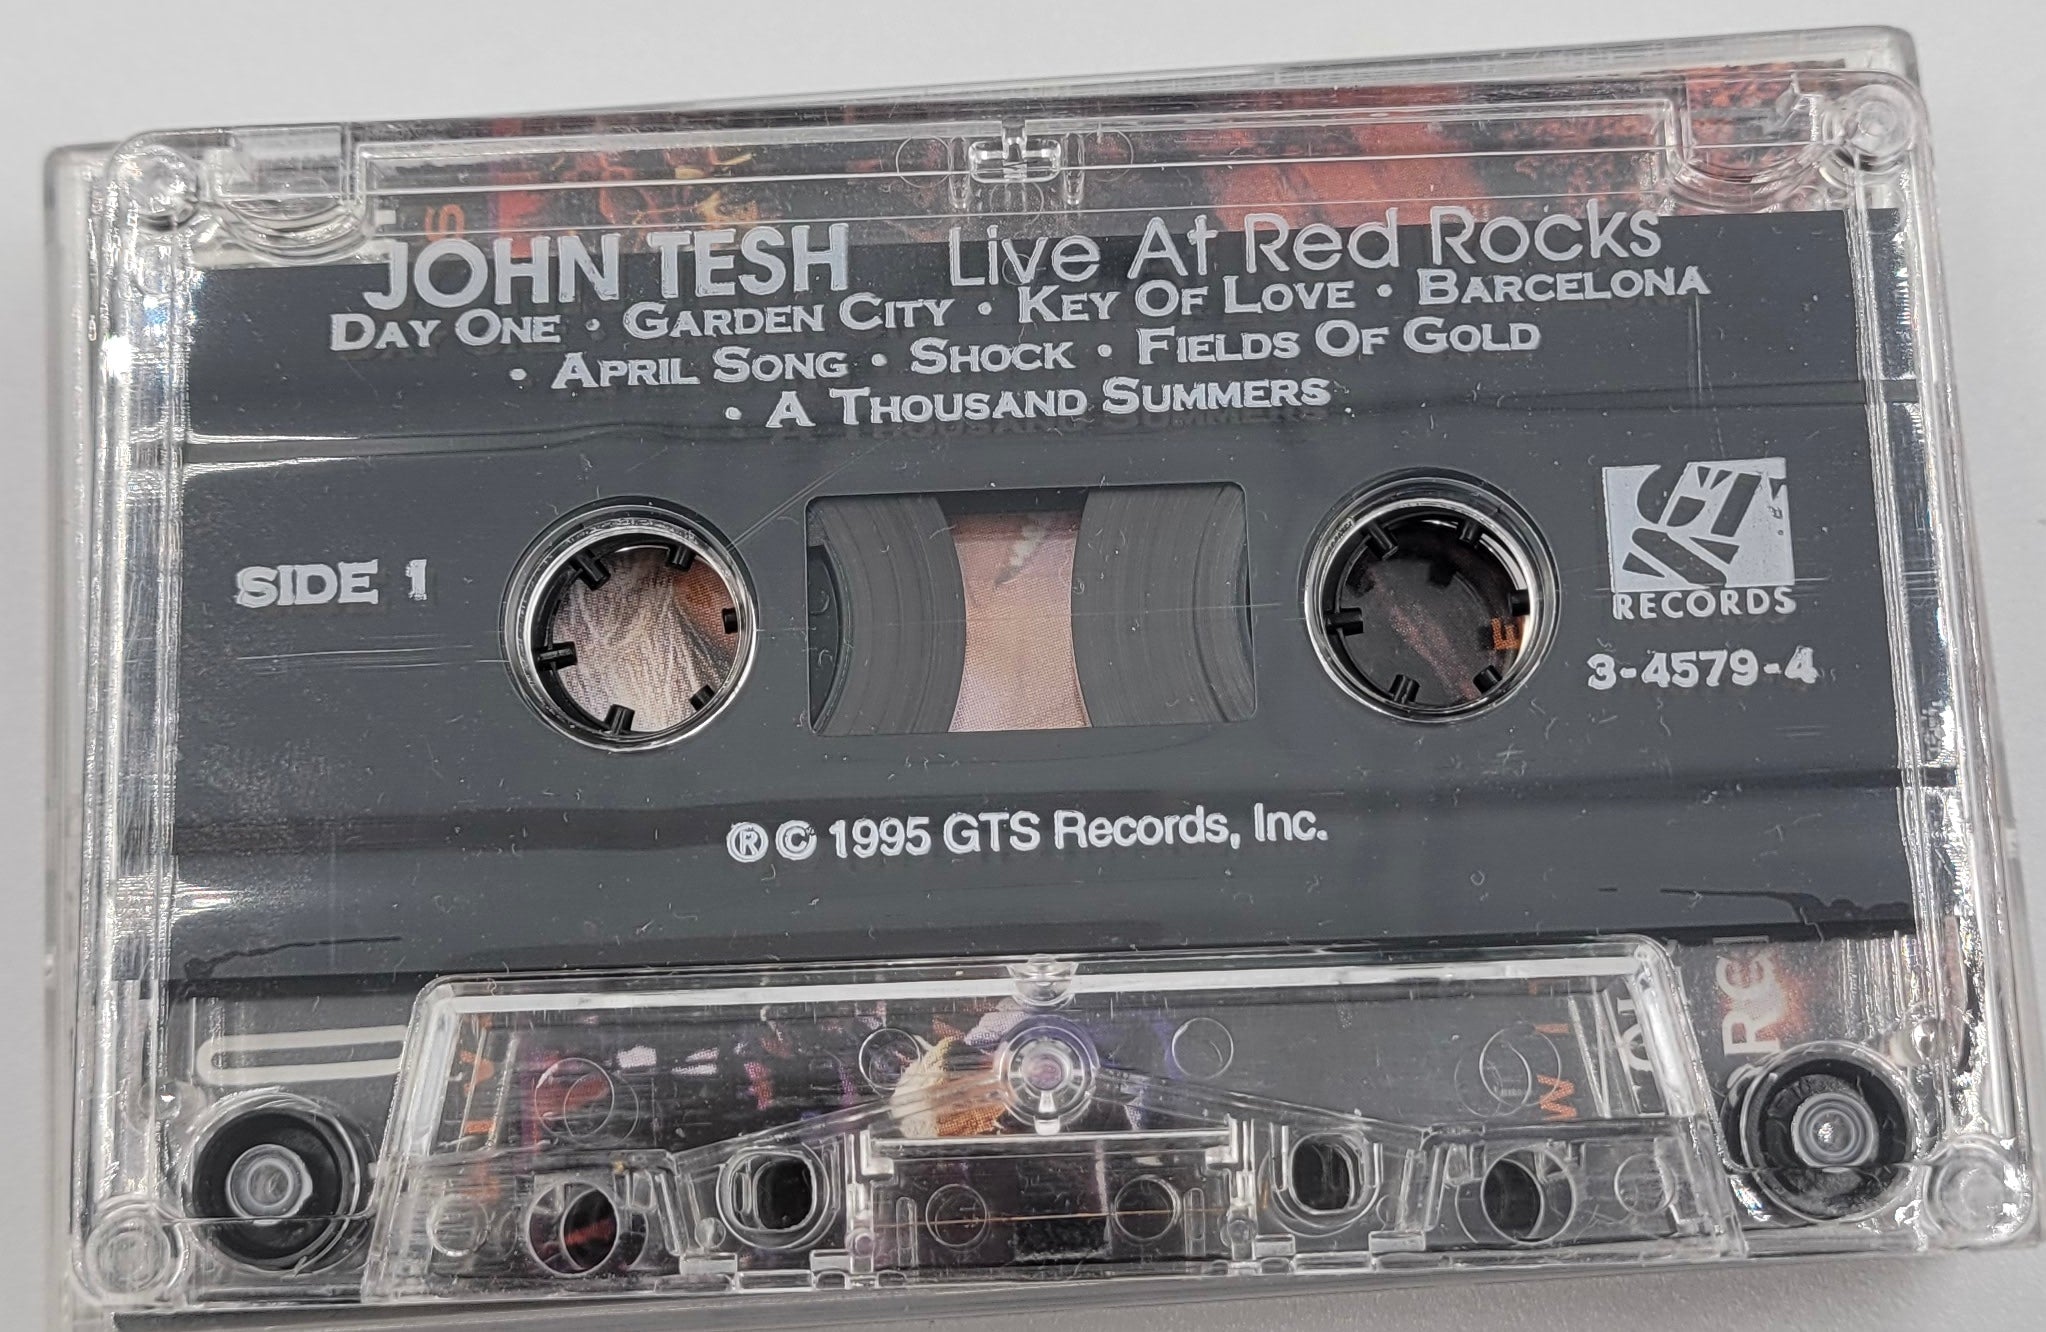 JOHN TESH Live At Red Rocks
DAY ONE • GARDEN CITY • KEY OF LOVE • BARCELONA
• APRIL SONG • SHOCK • FIELDS OF GOLD
• A THOUSAND SUMMERS
SIDE 1
GTS
RECORDS
3-4579-4
® © 1995 GTS Records, Inc.